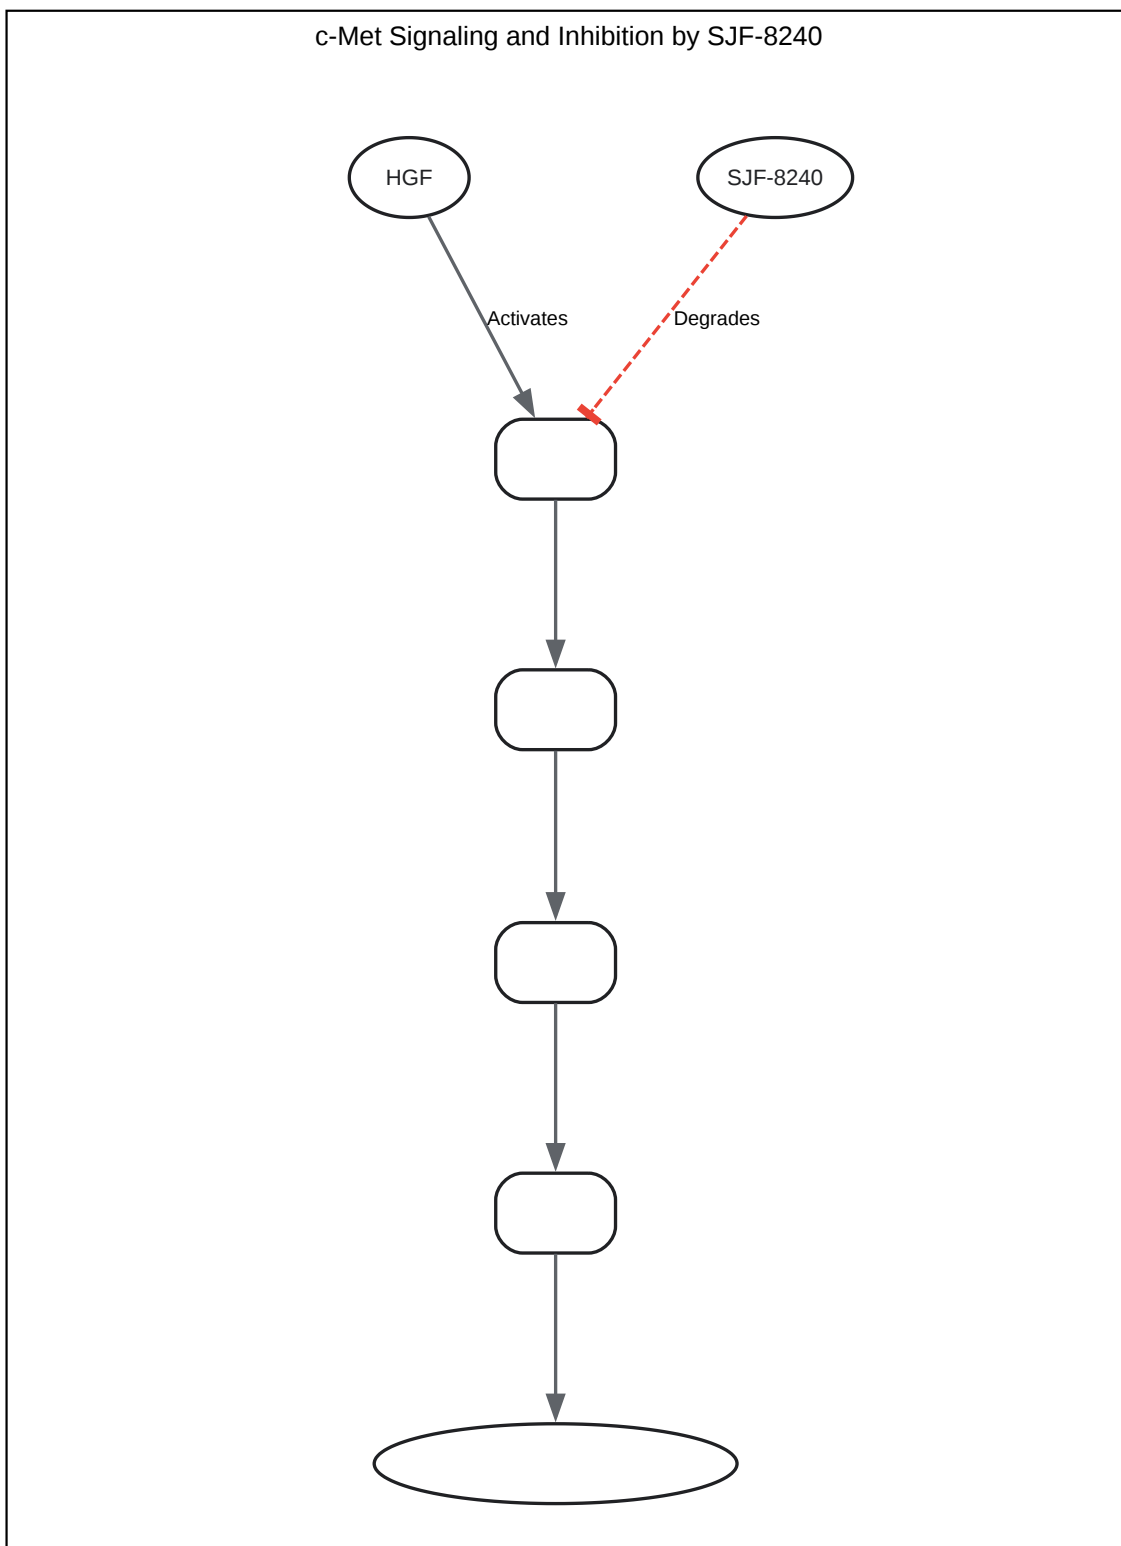 c-Met Signaling and Inhibition by SJF-8240
HGF
SJF-8240
Activates
Degrades